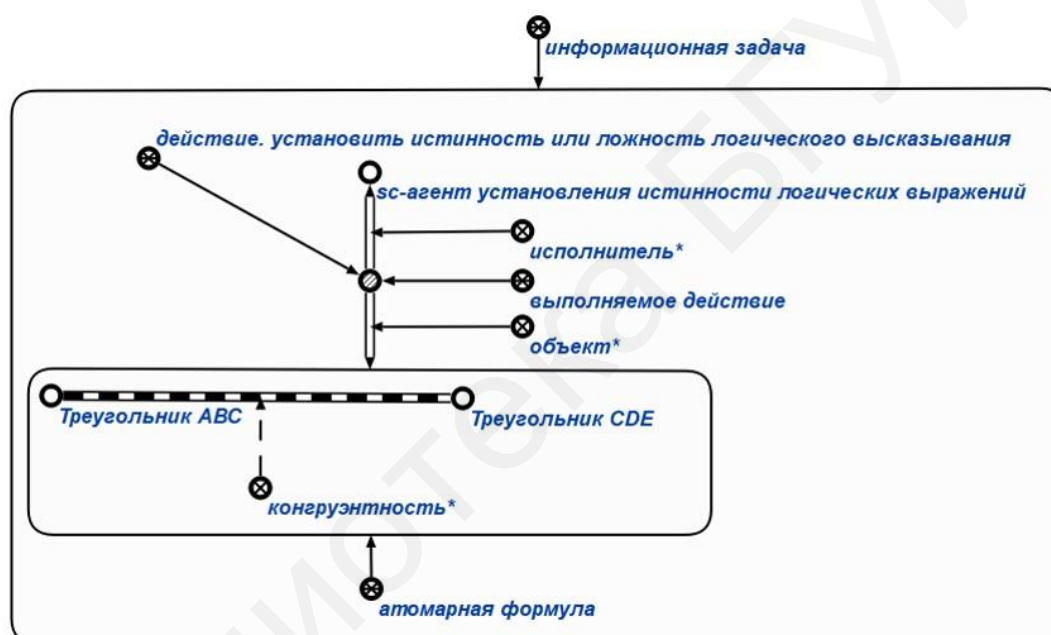 информационная задача
действие. установить истинность или ложность логического высказывания
sc-агент установления истинности логических выражений
исполнитель*
выполняемое действие
объект*
Треугольник ABC
Треугольник CDE
конгруэнтность*
атомарная формула